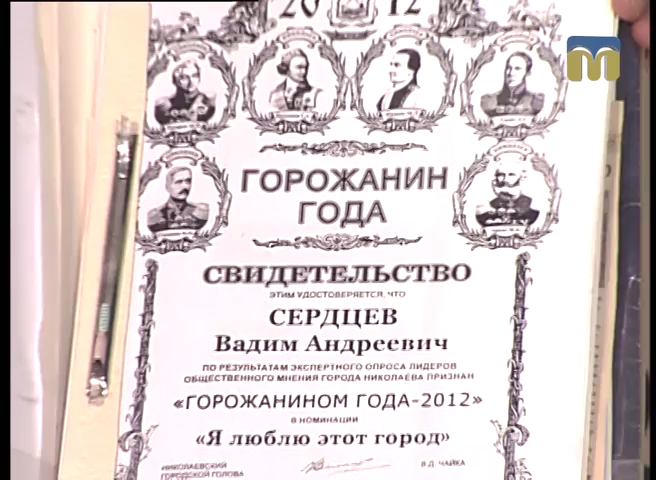 2012
ГОРОЖАНИН
ГОДА
СВИДЕТЕЛЬСТВО
ЭТИМ УДОСТОВЕРЯЕТСЯ, ЧТО
СЕРДЦЕВ
Вадим Андреевич
ПО РЕЗУЛЬТАТАМ ЭКСПЕРТНОГО ОПРОСА ЛИДЕРОВ
ОБЩЕСТВЕННОГО МНЕНИЯ ГОРОДА НИКОЛАЕВА ПРИЗНАН
«ГОРОЖАНИНОМ ГОДА-2012»
В НОМИНАЦИИ
«Я люблю этот город»
НИКОЛАЕВСКИЙ
ГОРОДСКОЙ ГОЛОВА
В.Д. ЧАЙКА